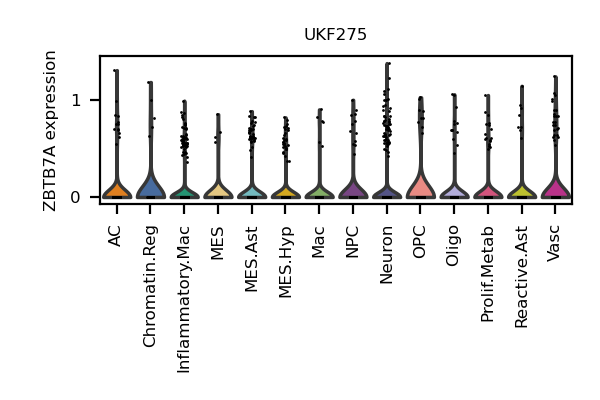 UKF275
ZBTB7A expression
1
0
AC
Chromatin.Reg
Inflammatory.Mac
MES
MES.Ast
MES.Hyp
Mac
NPC
Neuron
OPC
Oligo
Prolif.Metab
Reactive.Ast
Vasc